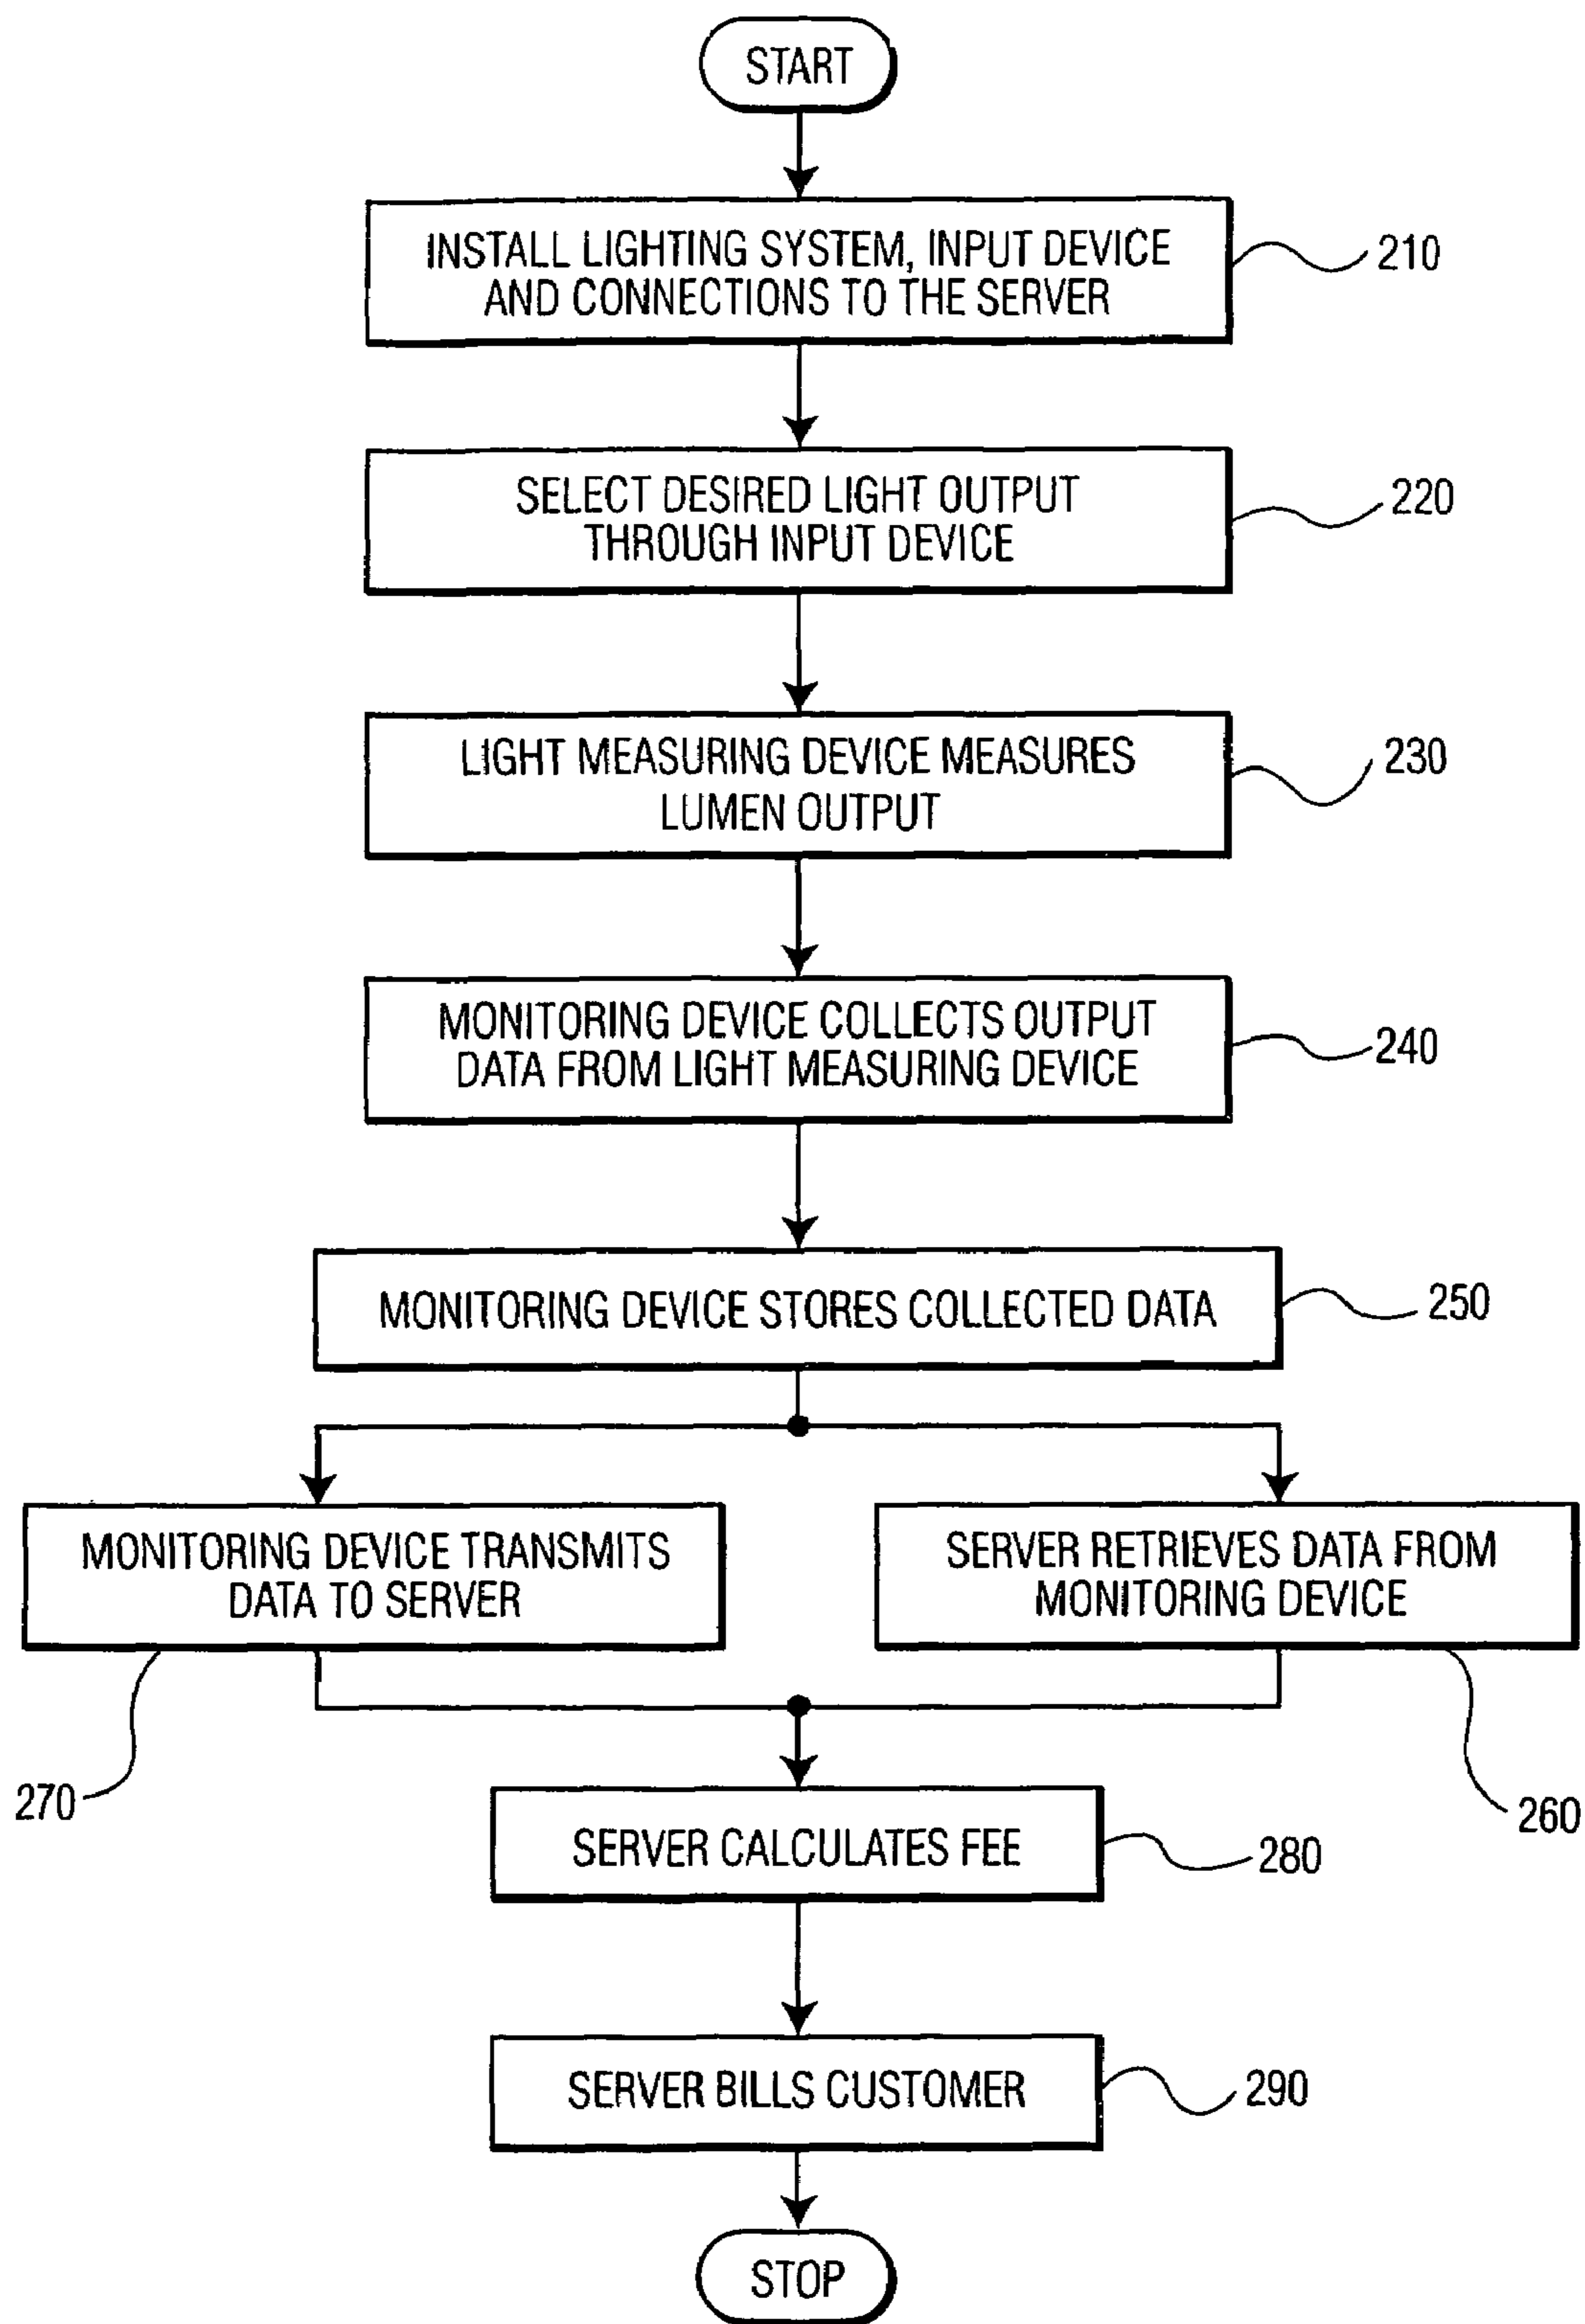 START
INSTALL LIGHTING SYSTEM, INPUT DEVICE
AND CONNECTIONS TO THE SERVER
210
SELECT DESIRED LIGHT OUTPUT
THROUGH INPUT DEVICE
220
LIGHT MEASURING DEVICE MEASURES
LUMEN OUTPUT
230
MONITORING DEVICE COLLECTS OUTPUT
DATA FROM LIGHT MEASURING DEVICE
240
MONITORING DEVICE STORES COLLECTED DATA
250
MONITORING DEVICE TRANSMITS
DATA TO SERVER
270
SERVER RETRIEVES DATA FROM
MONITORING DEVICE
260
SERVER CALCULATES FEE
280
SERVER BILLS CUSTOMER
290
STOP